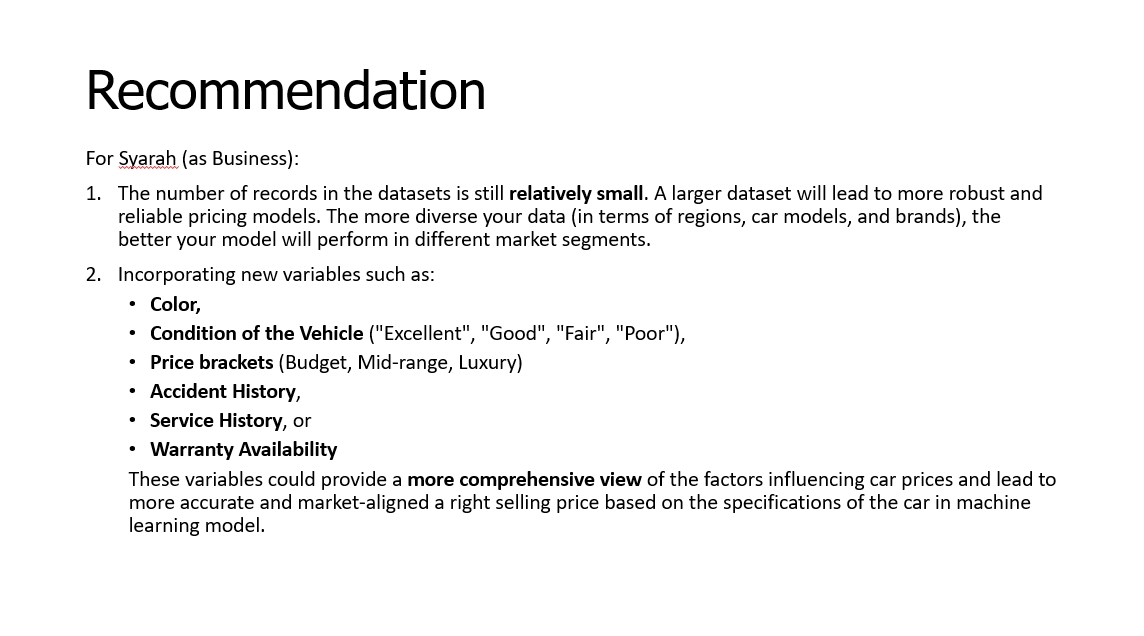 Recommendation
For Syarah (as Business):
1. The number of records in the datasets is still relatively small. A larger dataset will lead to more robust and
reliable pricing models. The more diverse your data (in terms of regions, car models, and brands), the
better your model will perform in different market segments.
2. Incorporating new variables such as:
• Color,
• Condition of the Vehicle ("Excellent", "Good", "Fair", "Poor"),
• Price brackets (Budget, Mid-range, Luxury)
• Accident History,
• Service History, or
• Warranty Availability
These variables could provide a more comprehensive view of the factors influencing car prices and lead to
more accurate and market-aligned a right selling price based on the specifications of the car in machine
learning model.